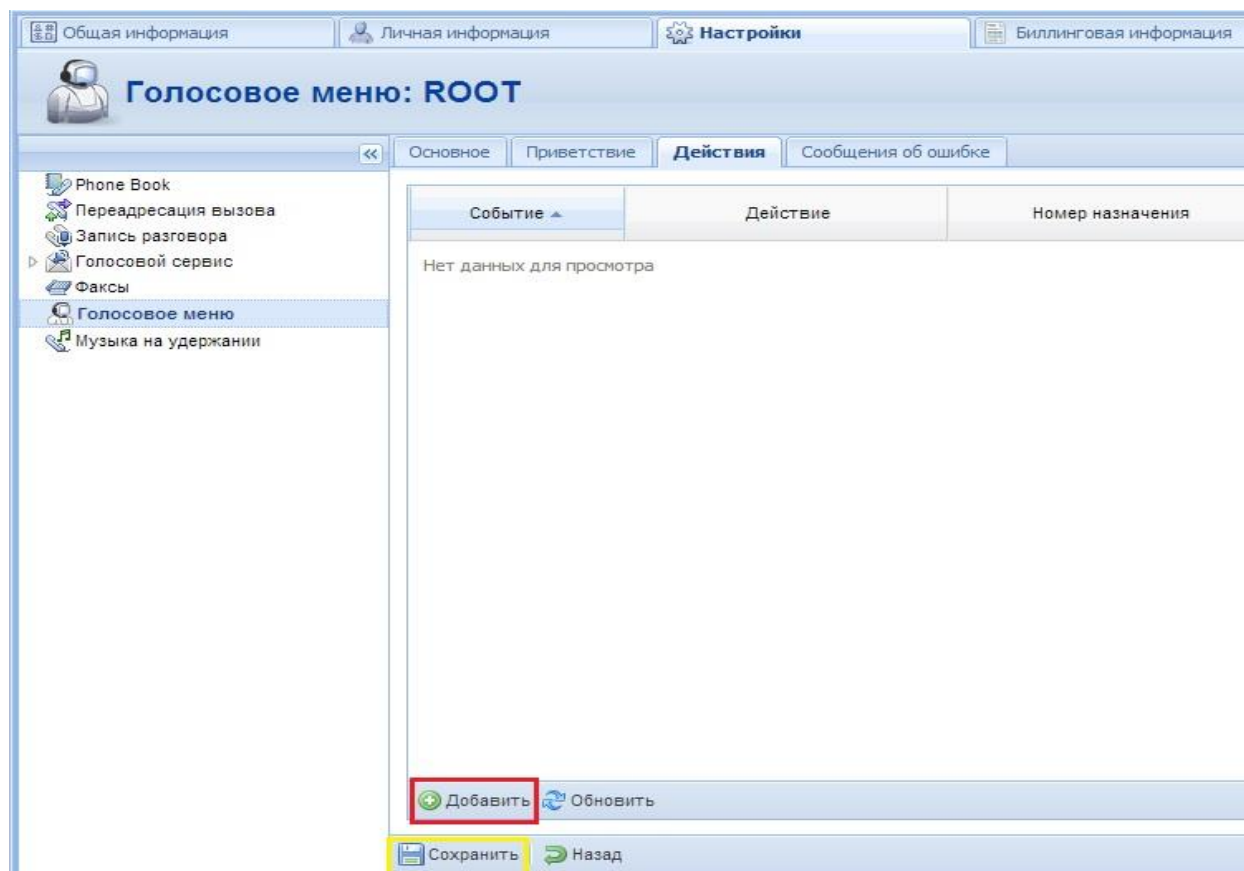 Общая информация Личная информация Настройки Биллинговая информация
Голосовое меню: ROOT
Основное Приветствие Действия Сообщения об ошибке
Phone Book
Переадресация вызова
Запись разговора
Голосовой сервис
Факсы
Голосовое меню
Музыка на удержании
Событие Действие Номер назначения
Нет данных для просмотра
Добавить Обновить
Сохранить Назад